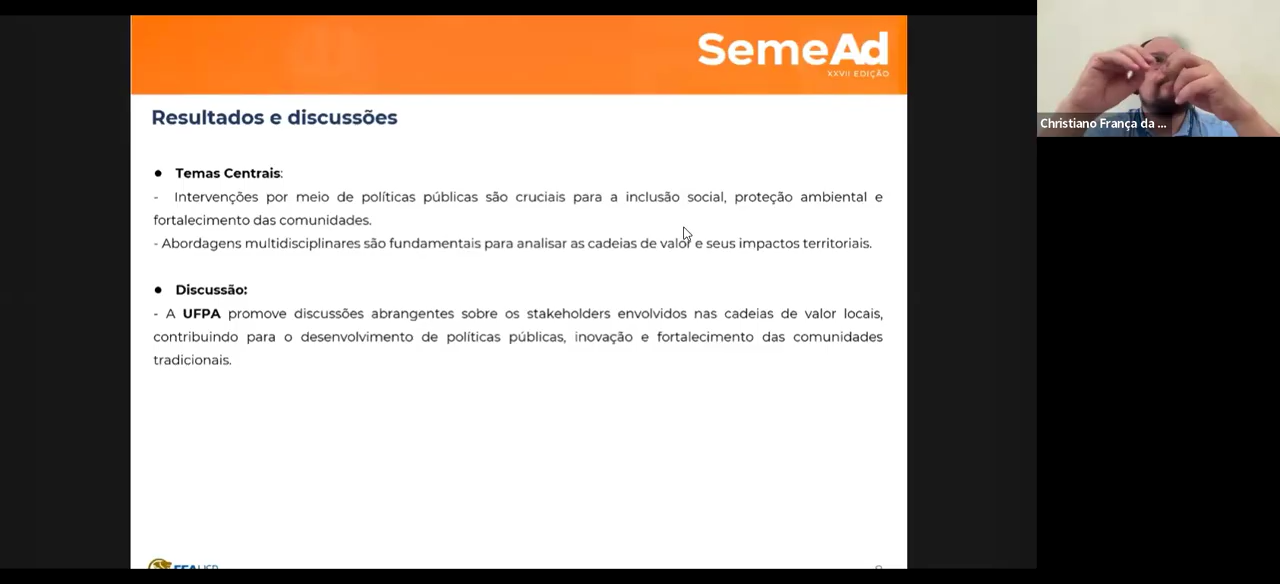 SemeAd
XXVII EDIÇÃO
Resultados e discussões
● Temas Centrais:
- Intervenções por meio de políticas públicas são cruciais para a inclusão social, proteção ambiental e
fortalecimento das comunidades.
- Abordagens multidisciplinares são fundamentais para analisar as cadeias de valor e seus impactos territoriais.
● Discussão:
- A UFPA promove discussões abrangentes sobre os stakeholders envolvidos nas cadeias de valor locais,
contribuindo para o desenvolvimento de políticas públicas, inovação e fortalecimento das comunidades
tradicionais.
Christiano França da ...